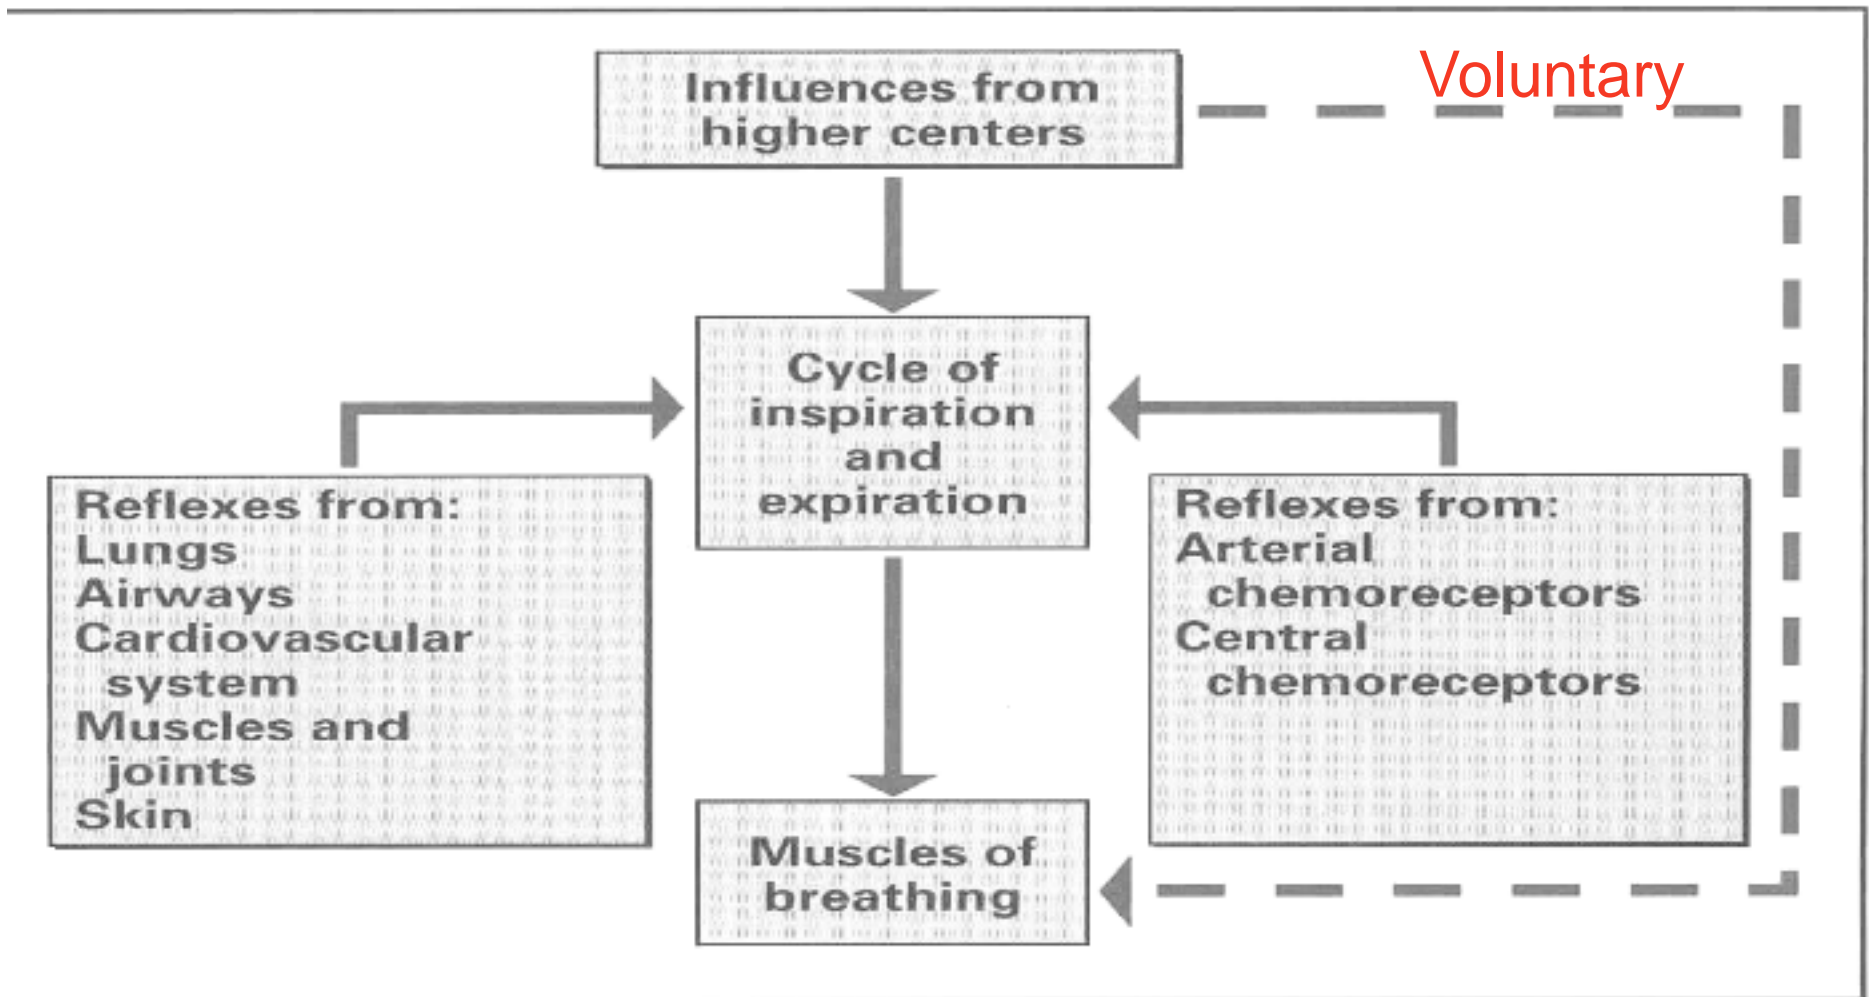 Influences from
higher centers
Voluntary
Cycle of
inspiration
and
expiration
Reflexes from:
Lungs
Airways
Cardiovascular
system
Muscles and
joints
Skin
Reflexes from:
Arterial
chemoreceptors
Central
chemoreceptors
Muscles of
breathing